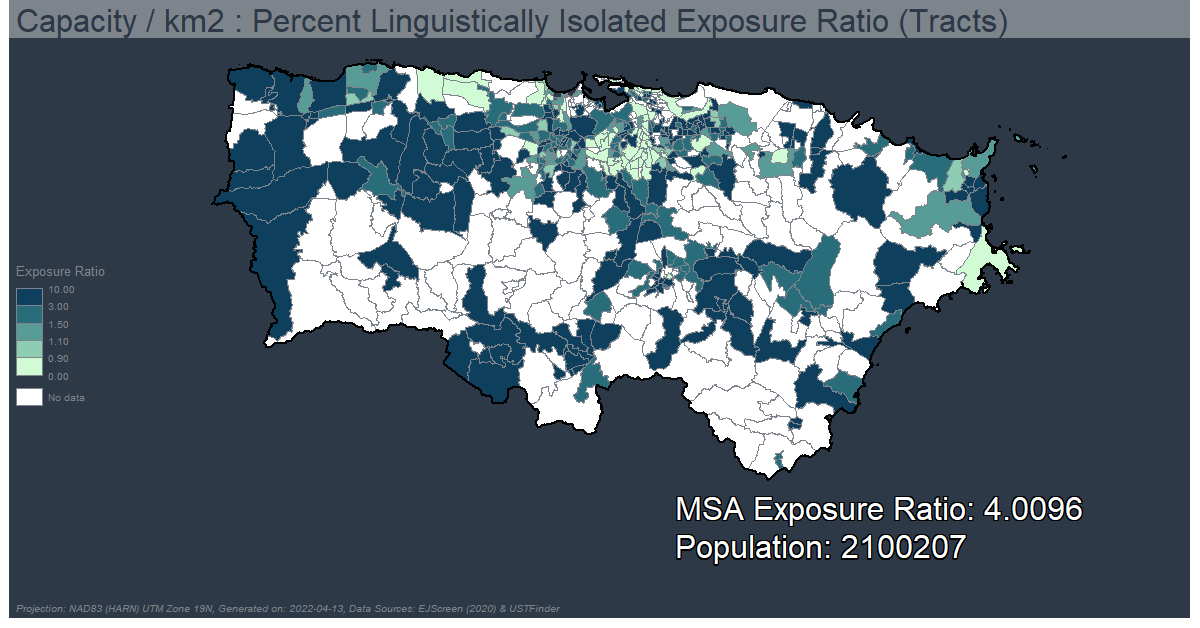 Capacity / km2 : Percent Linguistically Isolated Exposure Ratio (Tracts)
Exposure Ratio
10.00
3.00
1.50
1.10
0.90
0.00
No data
MSA Exposure Ratio: 4.0096
Population: 2100207
Projection: NAD83 (HARN) UTM Zone 19N, Generated on: 2022-04-13, Data Sources: EJScreen (2020) & USTFinder